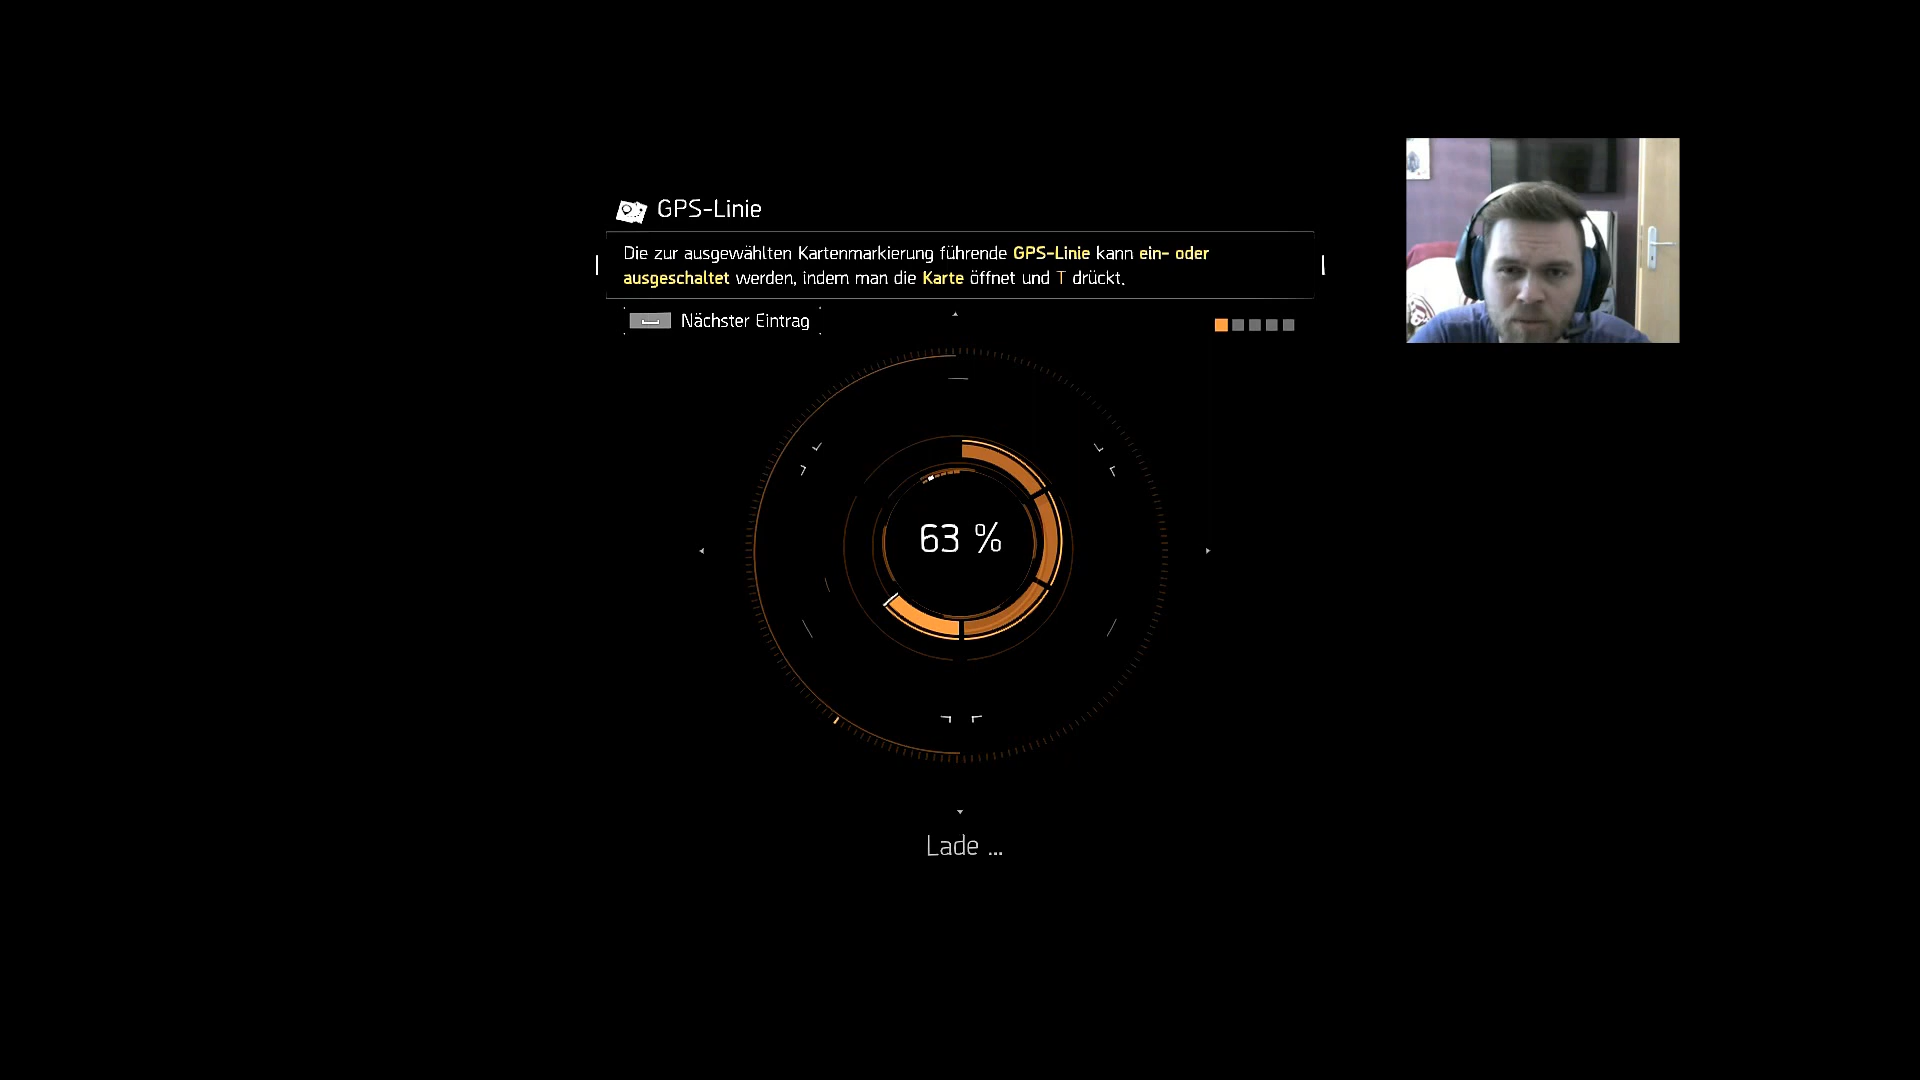 GPS-Linie
Die zur ausgewählten Kartenmarkierung führende GPS-Linie kann ein- oder
ausgeschaltet werden, indem man die Karte öffnet und T drückt.
Nächster Eintrag
63 %
Lade ...